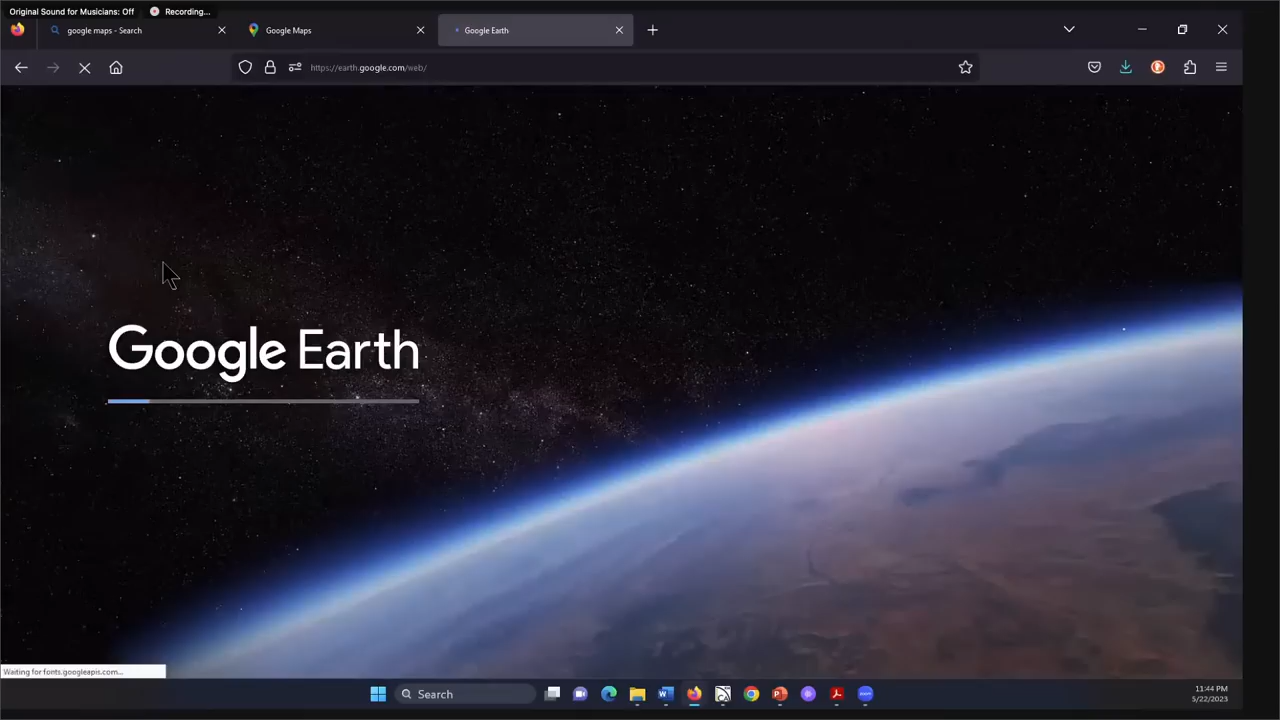 Original Sound for Musicians: Off
Recording...
google maps - Search
Google Maps
Google Earth
https://earth.google.com/web/
Google Earth
Waiting for fonts.googleapis.com...
Search
11:44 PM
5/22/2023